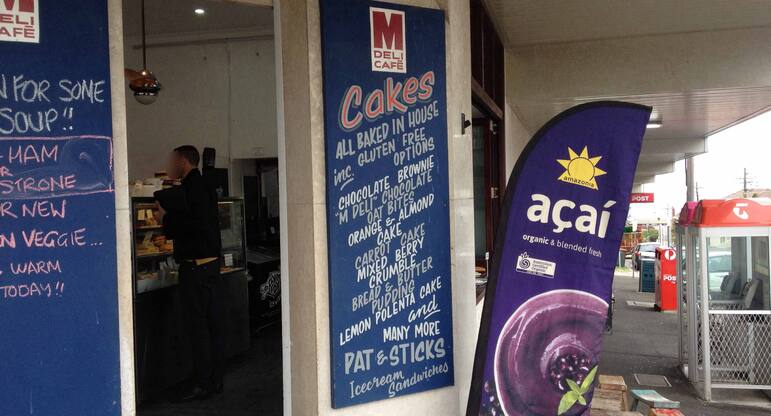 M
DELI
CAFÉ
N FOR SOME
SOUP!!
HAM
STRONE
R NEW
N VEGGIE...
WARM
TODAY!!
M
DELI
CAFÉ
Cakes
ALL BAKED IN HOUSE
inc. GLUTEN FREE
OPTIONS
CHOCOLATE BROWNIE
"M DELI" CHOCOLATE
OAT BITES
ORANGE & ALMOND
CAKE
CARROT CAKE
MIXED BERRY
CRUMBLE
BREAD & BUTTER
PUDDING
LEMON POLENTA CAKE
and
MANY MORE
PAT & STICKS
Icecream
Sandwiches
amazonia
açaí
organic & blended fresh
POST
POST